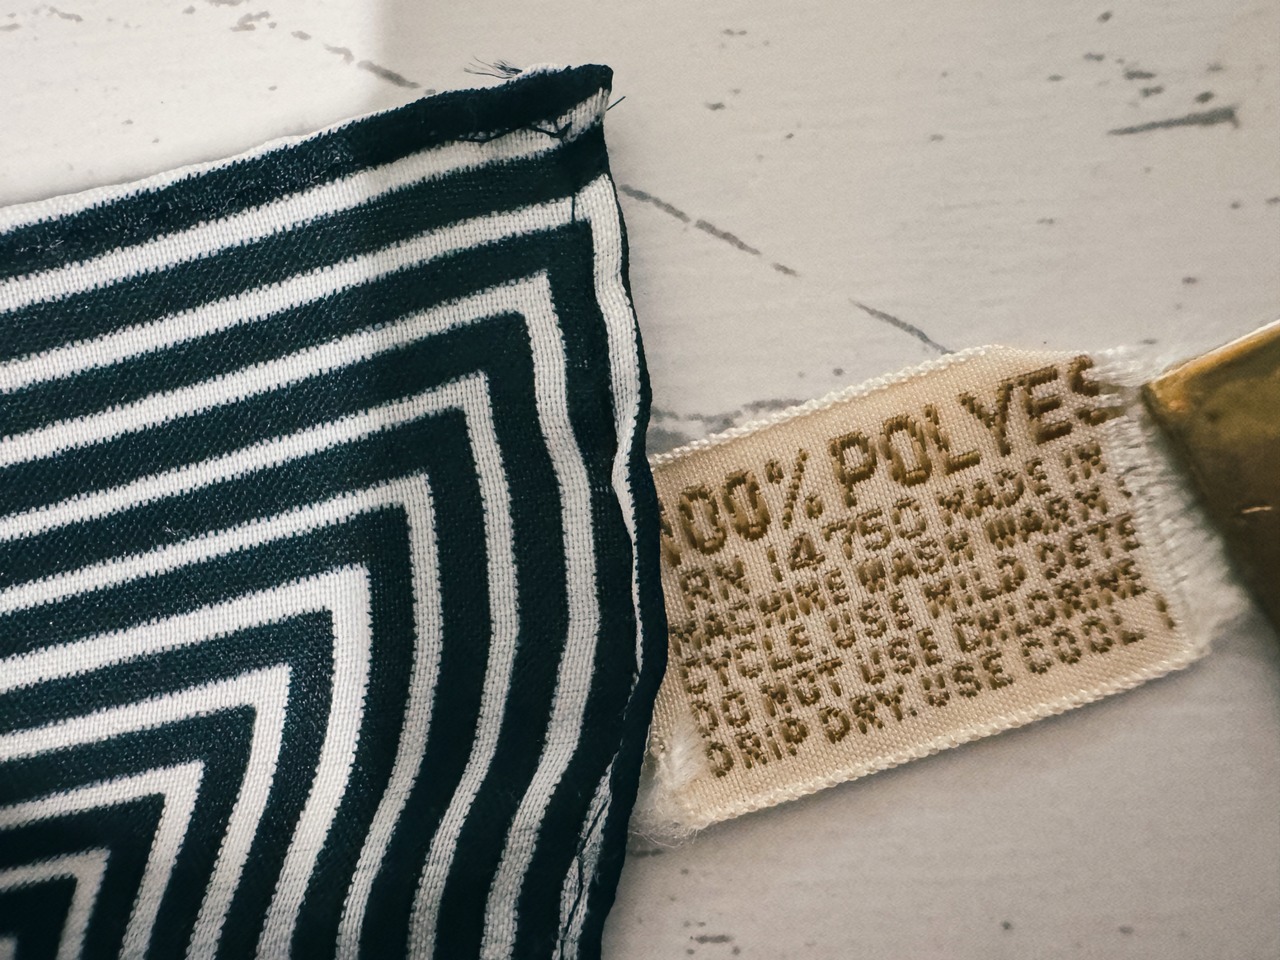 100% POLYES
RN 14750 MADE IN
MACHINE WASH WARM
CYCLE USE MILD DETE
DO NOT USE CHLORINE
DRIP DRY. USE COOL I